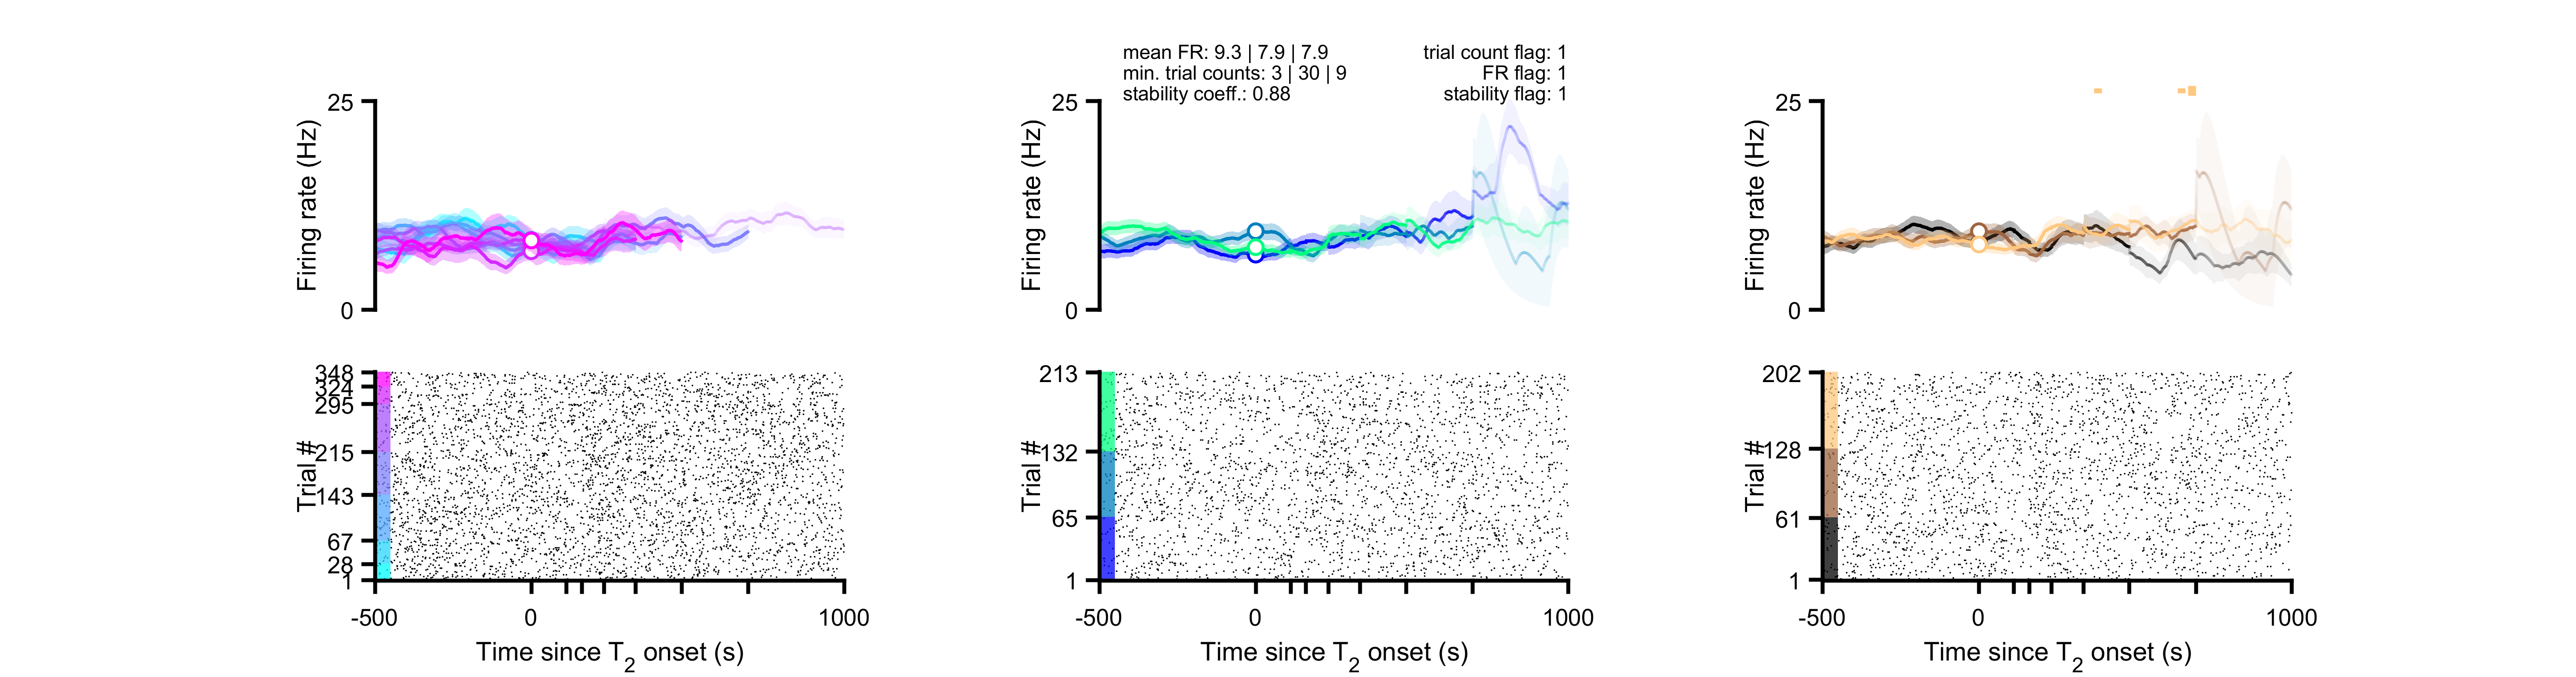 mean FR: 9.3 | 7.9 | 7.9
min. trial counts: 3 | 30 | 9
stability coeff.: 0.88
trial count flag: 1
FR flag: 1
stability flag: 1
25
Firing rate (Hz)
0
25
Firing rate (Hz)
0
25
Firing rate (Hz)
0
348
324
295
215
143
67
28
1
Trial #
-500
0
1000
Time since T2 onset (s)
213
132
65
1
Trial #
-500
0
1000
Time since T2 onset (s)
202
128
61
1
Trial #
-500
0
1000
Time since T2 onset (s)